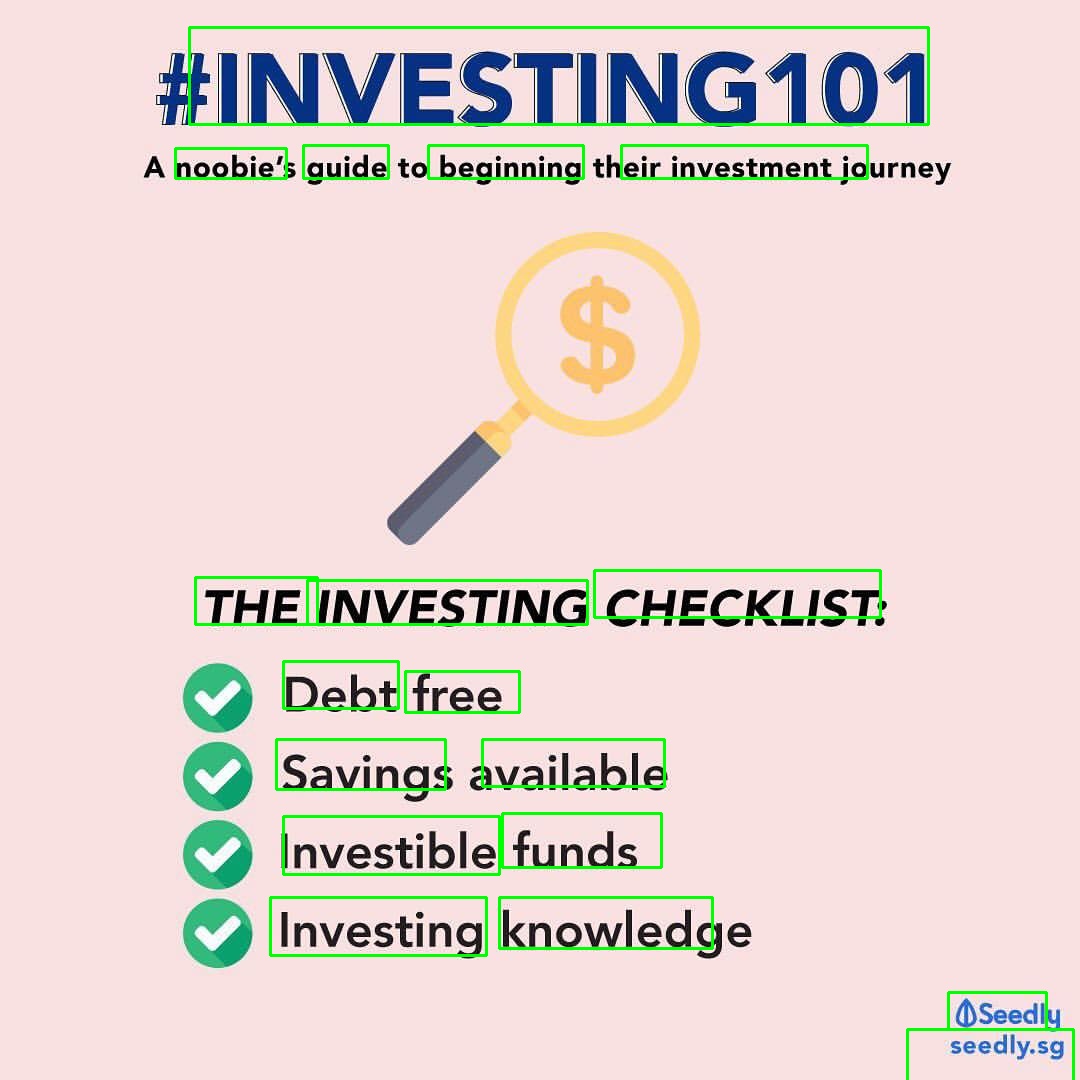 #INVESTING101
A noobie's guide to beginning their investment journey
$
THE INVESTING CHECKLIST:
Debt free
Savings available
Investible funds
Investing knowledge
Seedly
seedly.sg